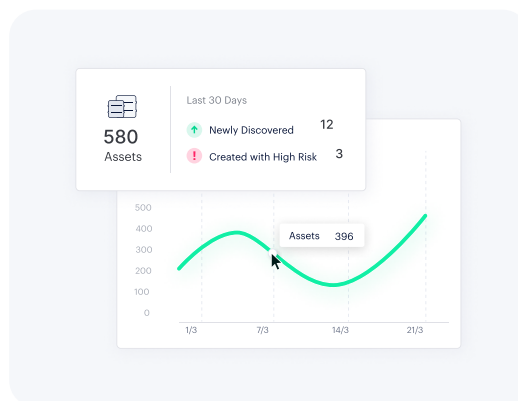 580
Assets
Last 30 Days
Newly Discovered 12
Created with High Risk 3
500
400
300
200
100
0
Assets 396
1/3 7/3 14/3 21/3